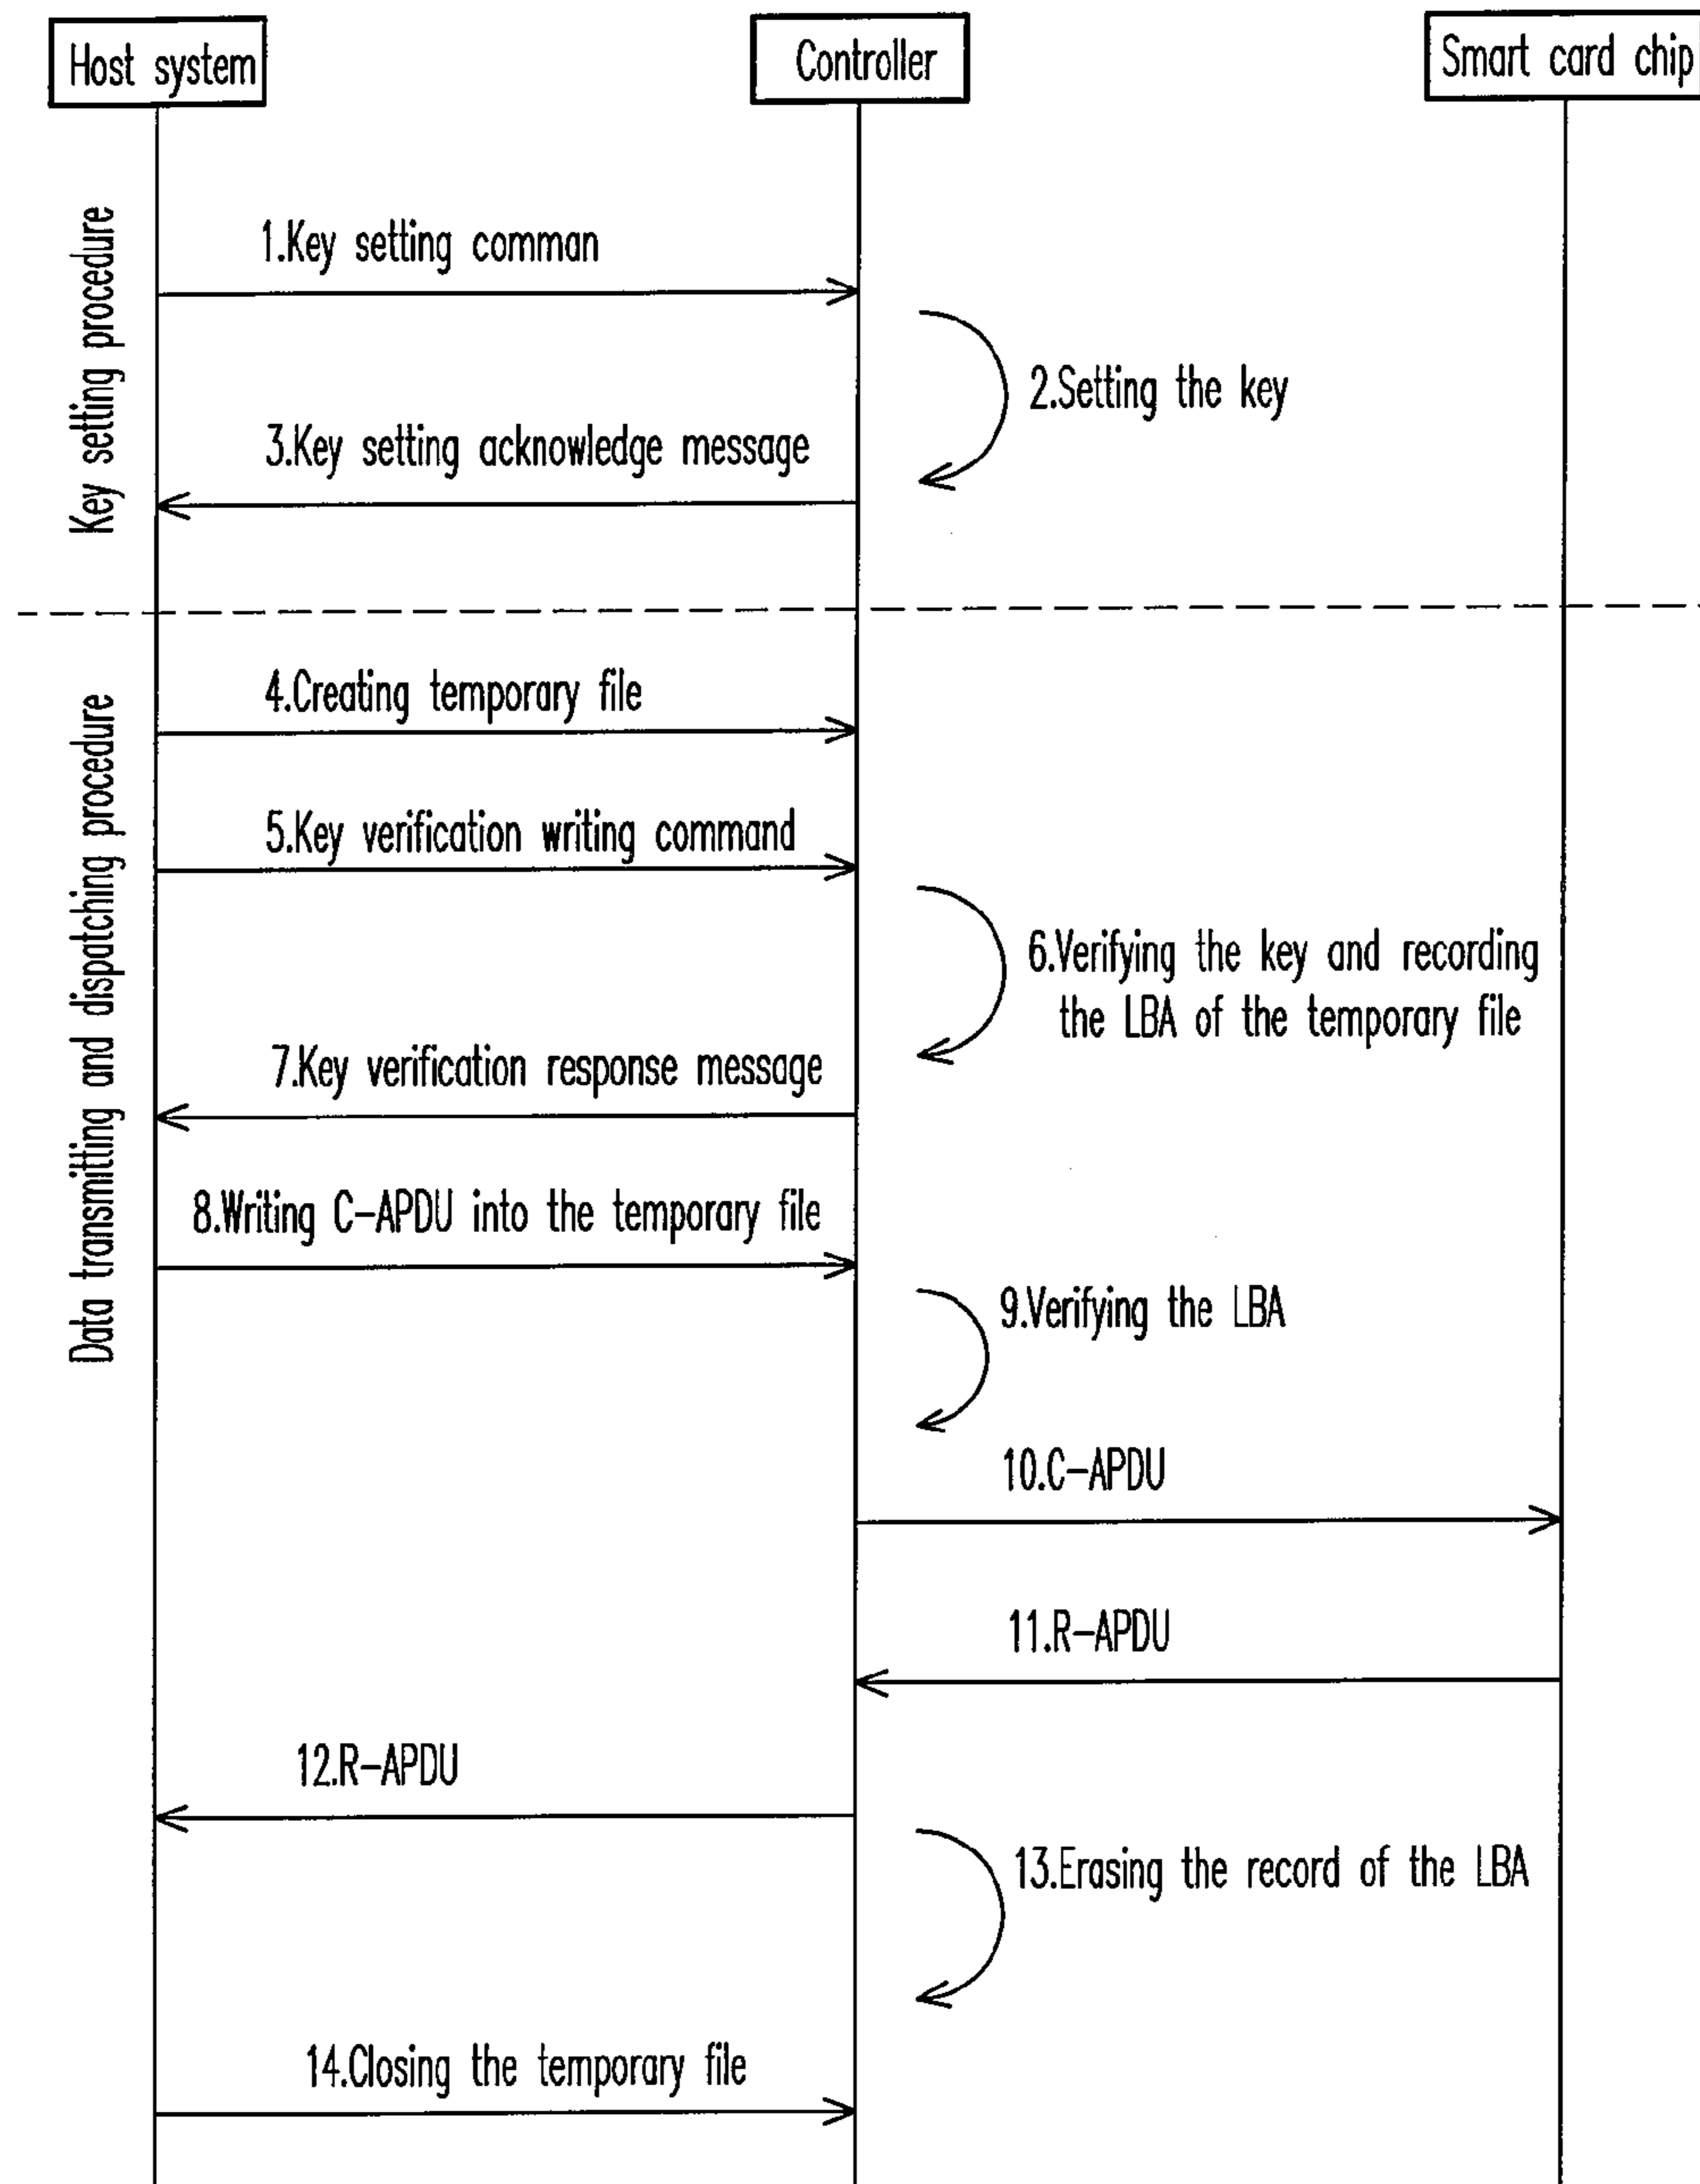 Host system
Controller
Smart card chip
Key setting procedure
1.Key setting comman
2.Setting the key
3.Key setting acknowledge message
Data transmitting and dispatching procedure
4.Creating temporary file
5.Key verification writing command
6.Verifying the key and recording
the LBA of the temporary file
7.Key verification response message
8.Writing C-APDU into the temporary file
9.Verifying the LBA
10.C-APDU
11.R-APDU
12.R-APDU
13.Erasing the record of the LBA
14.Closing the temporary file